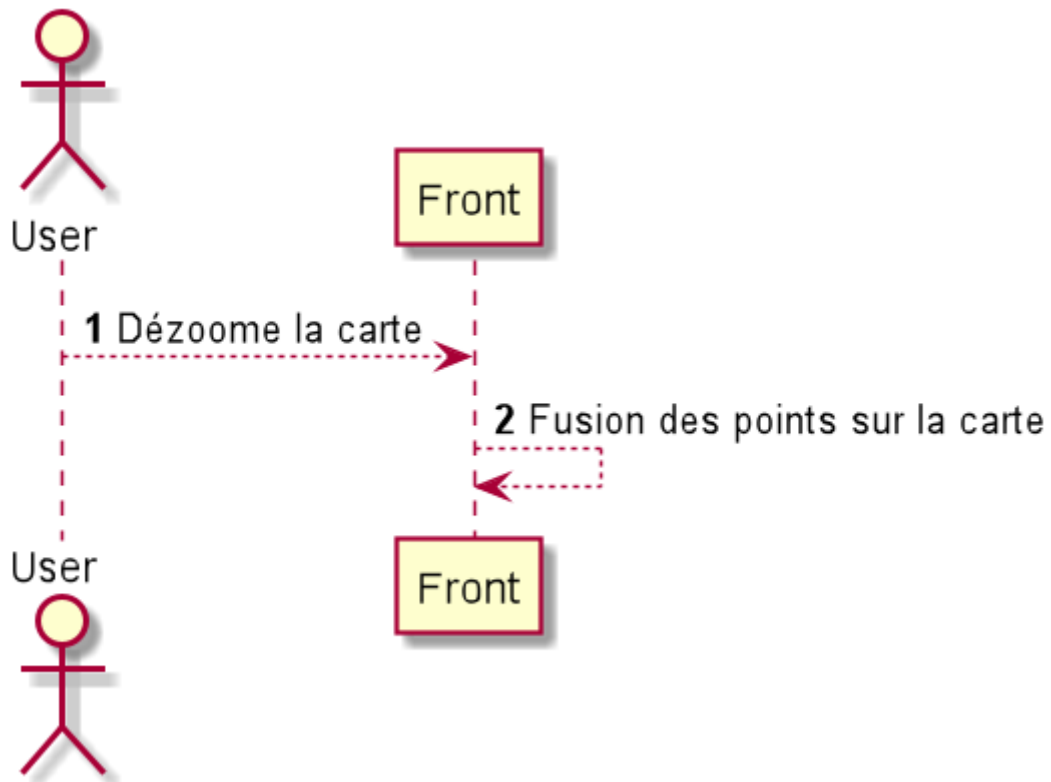 User
Front
1 Dézoome la carte
2 Fusion des points sur la carte
User
Front